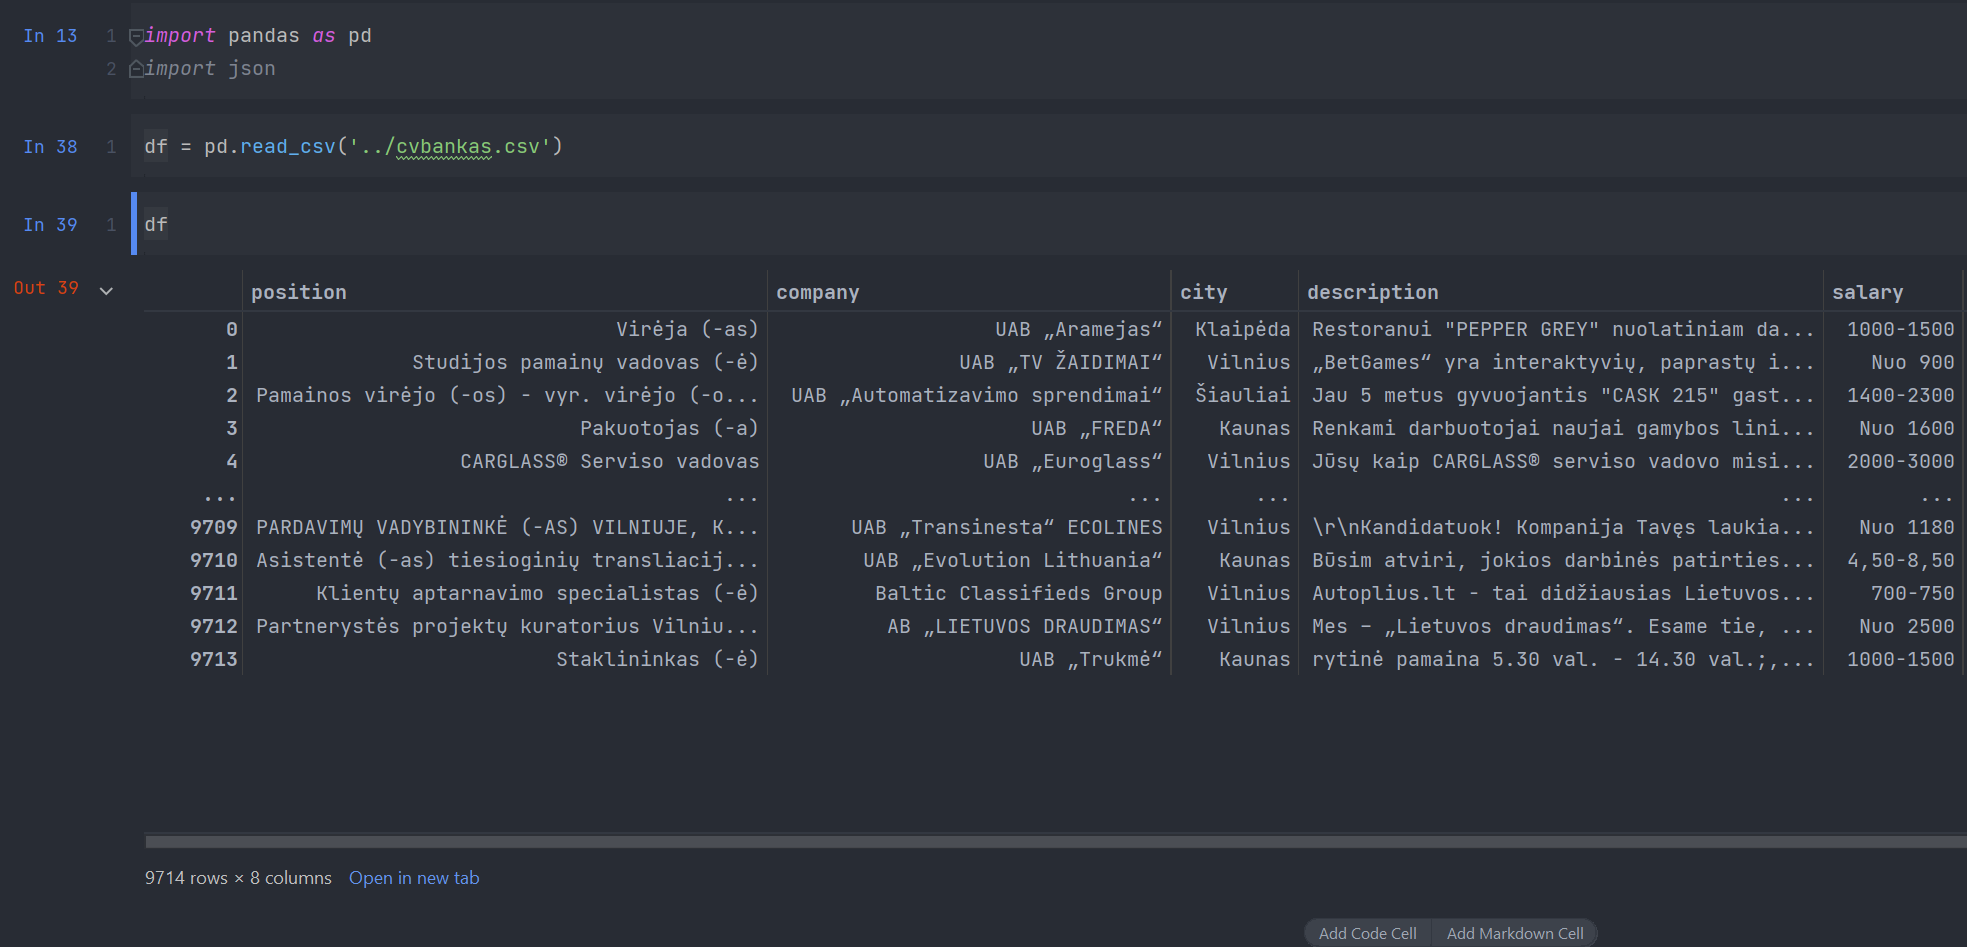 In 13 1 import pandas as pd
2 import json
In 38 1 df = pd.read_csv('../cvbankas.csv')
In 39 1 df
Out 39
position company city description salary
0 Virėja (-as) UAB „Aramejas“ Klaipėda Restoranui "PEPPER GREY" nuolatiniam da... 1000-1500
1 Studijos pamainų vadovas (-ė) UAB „TV ŽAIDIMAI“ Vilnius „BetGames“ yra interaktyvių, paprastų i... Nuo 900
2 Pamainos virėjo (-os) - vyr. virėjo (-o... UAB „Automatizavimo sprendimai“ Šiauliai Jau 5 metus gyvuojantis "CASK 215" gast... 1400-2300
3 Pakuotojas (-a) UAB „FREDA“ Kaunas Renkami darbuotojai naujai gamybos lini... Nuo 1600
4 CARGLASS® Serviso vadovas UAB „Euroglass“ Vilnius Jūsų kaip CARGLASS® serviso vadovo misi... 2000-3000
... ... ... ... ... ...
9709 PARDAVIMŲ VADYBININKĖ (-AS) VILNIUJE, K... UAB „Transinesta“ ECOLINES Vilnius \r\nKandidatuok! Kompanija Tavęs laukia... Nuo 1180
9710 Asistentė (-as) tiesioginių transliacij... UAB „Evolution Lithuania“ Kaunas Būsim atviri, jokios darbinės patirties... 4,50-8,50
9711 Klientų aptarnavimo specialistas (-ė) Baltic Classifieds Group Vilnius Autoplius.lt - tai didžiausias Lietuvos... 700-750
9712 Partnerystės projektų kuratorius Vilniu... AB „LIETUVOS DRAUDIMAS“ Vilnius Mes – „Lietuvos draudimas“. Esame tie, ... Nuo 2500
9713 Staklininkas (-ė) UAB „Trukmė“ Kaunas rytinė pamaina 5.30 val. - 14.30 val.;,... 1000-1500
9714 rows × 8 columns Open in new tab
Add Code Cell Add Markdown Cell